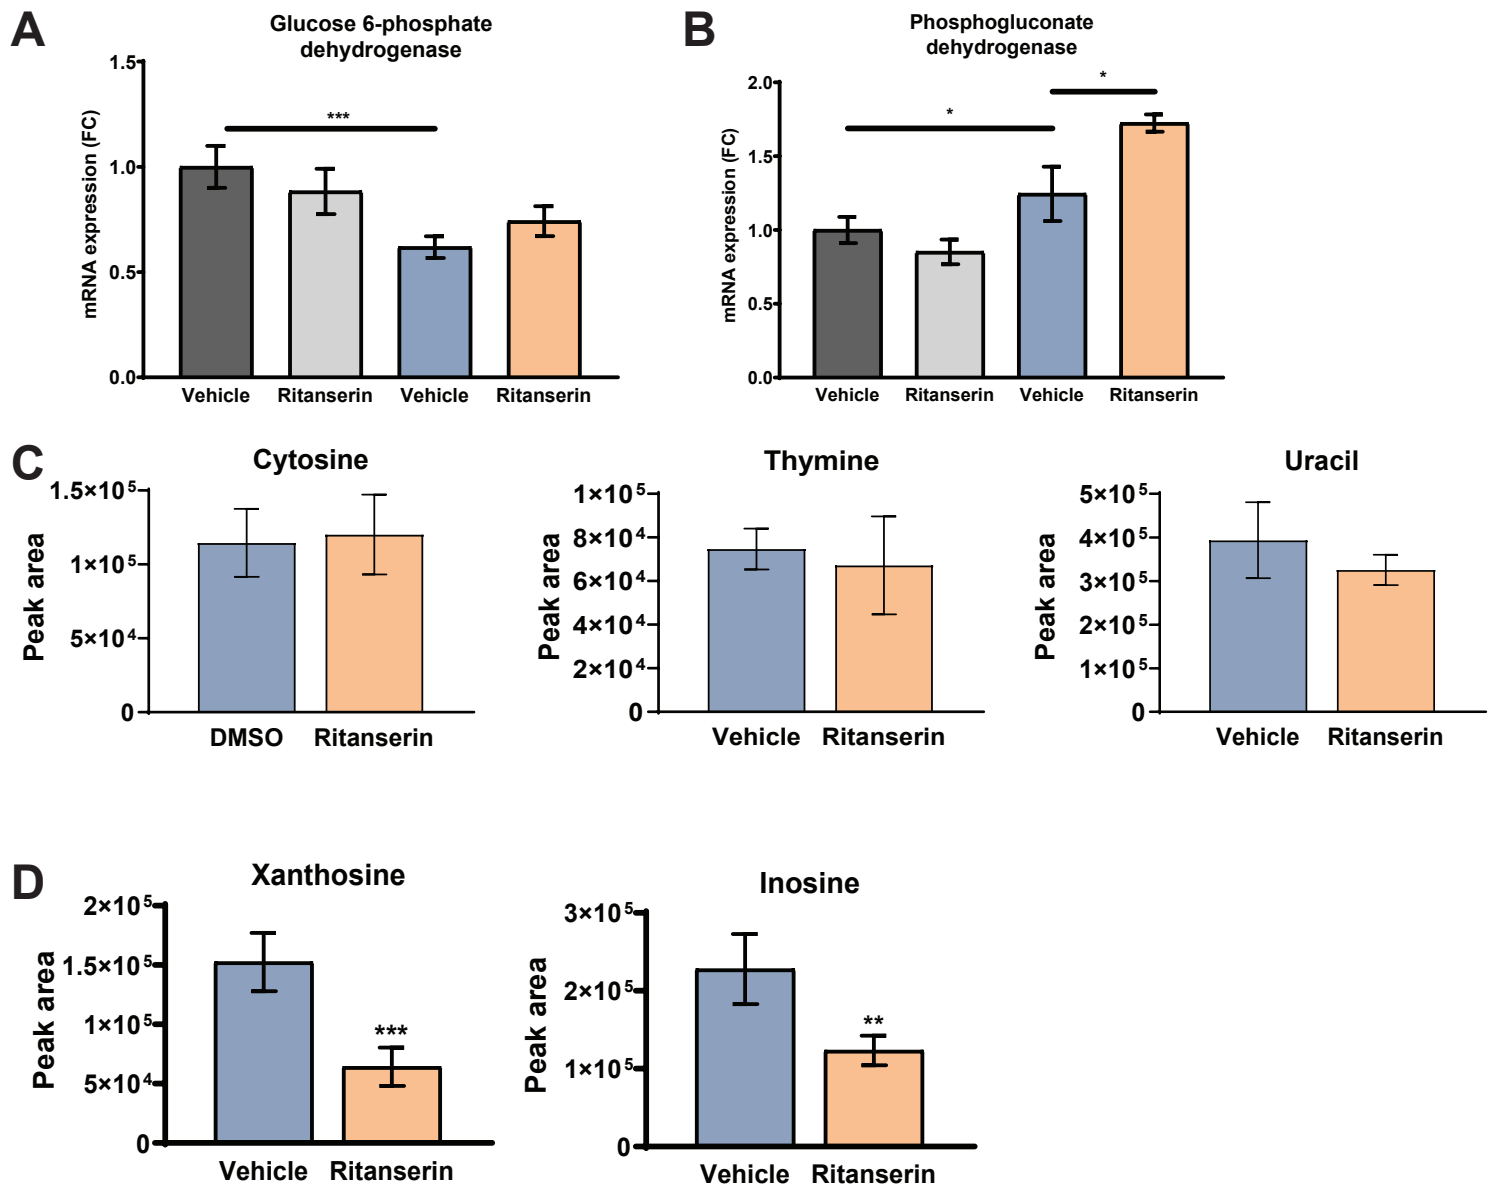 A
Glucose 6-phosphate
dehydrogenase
mRNA expression (FC)
1.5
1.0
0.5
0.0
***
Vehicle Ritanserin Vehicle Ritanserin
B
Phosphogluconate
dehydrogenase
mRNA expression (FC)
2.0
1.5
1.0
0.5
0.0
*
*
Vehicle Ritanserin Vehicle Ritanserin
C
Cytosine
Peak area
1.5×10⁵
1×10⁵
5×10⁴
0
DMSO Ritanserin
Thymine
Peak area
1×10⁵
8×10⁴
6×10⁴
4×10⁴
2×10⁴
0
Vehicle Ritanserin
Uracil
Peak area
5×10⁵
4×10⁵
3×10⁵
2×10⁵
1×10⁵
0
Vehicle Ritanserin
D
Xanthosine
Peak area
2×10⁵
1.5×10⁵
1×10⁵
5×10⁴
0
***
Vehicle Ritanserin
Inosine
Peak area
3×10⁵
2×10⁵
1×10⁵
0
**
Vehicle Ritanserin